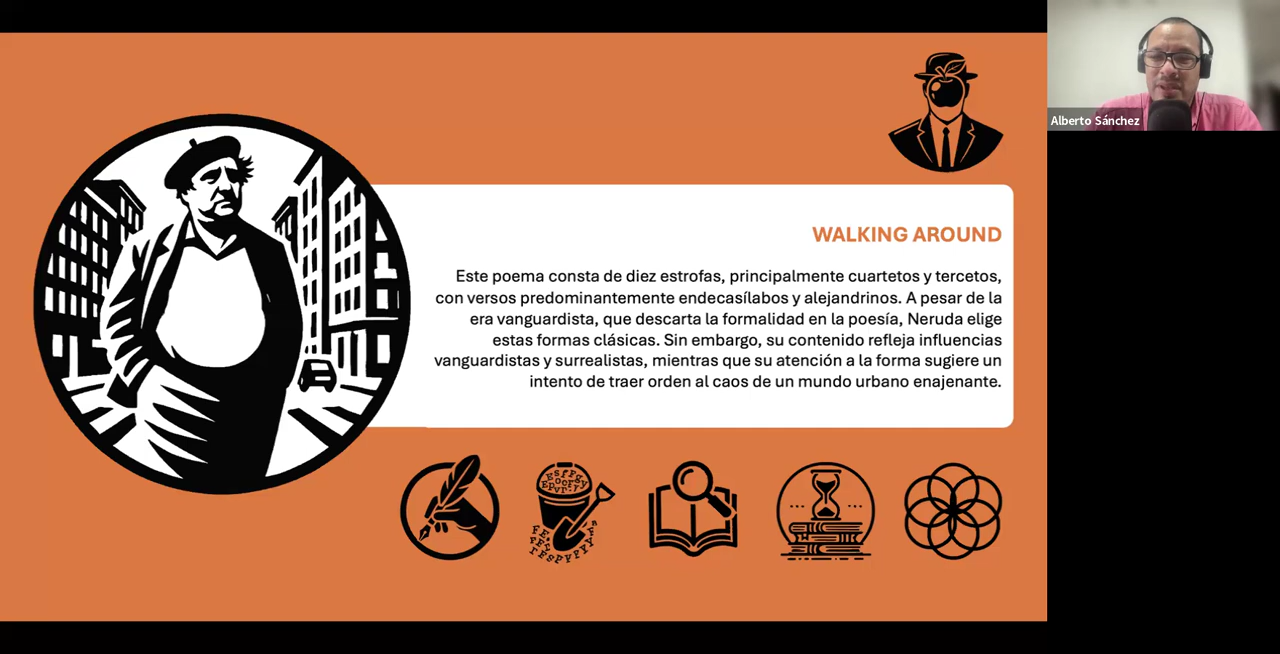 Alberto Sánchez
WALKING AROUND
Este poema consta de diez estrofas, principalmente cuartetos y tercetos,
con versos predominantemente endecasílabos y alejandrinos. A pesar de la
era vanguardista, que descarta la formalidad en la poesía, Neruda elige
estas formas clásicas. Sin embargo, su contenido refleja influencias
vanguardistas y surrealistas, mientras que su atención a la forma sugiere un
intento de traer orden al caos de un mundo urbano enajenante.